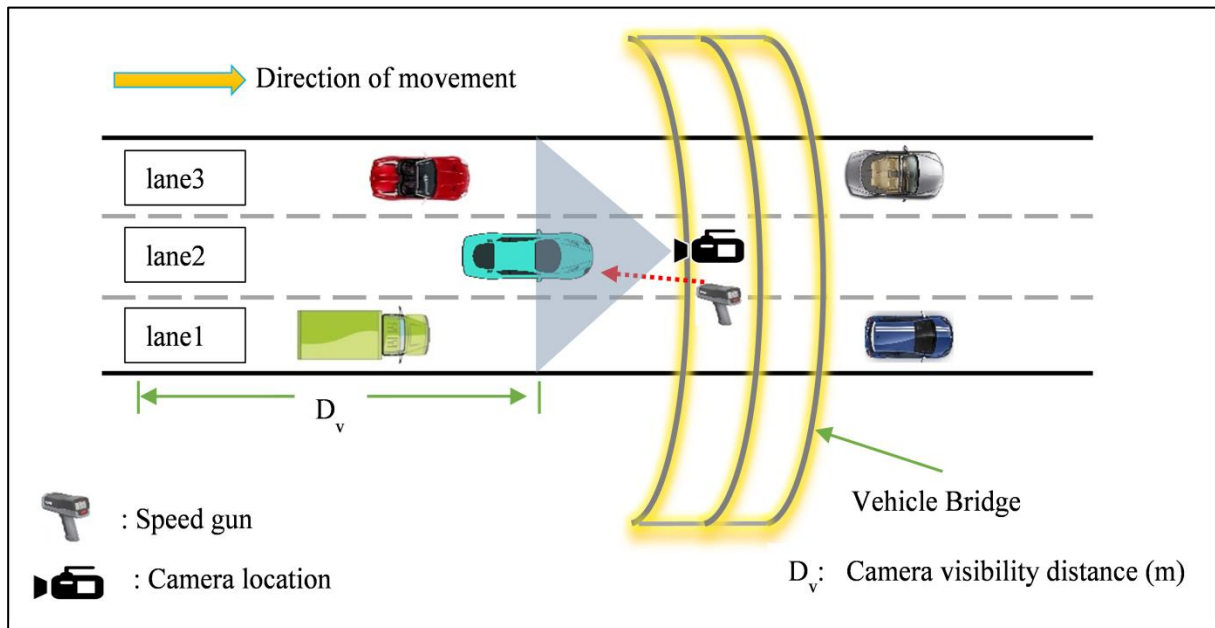 Direction of movement
lane3
lane2
lane1
Dv
Vehicle Bridge
: Speed gun
: Camera location
Dv: Camera visibility distance (m)